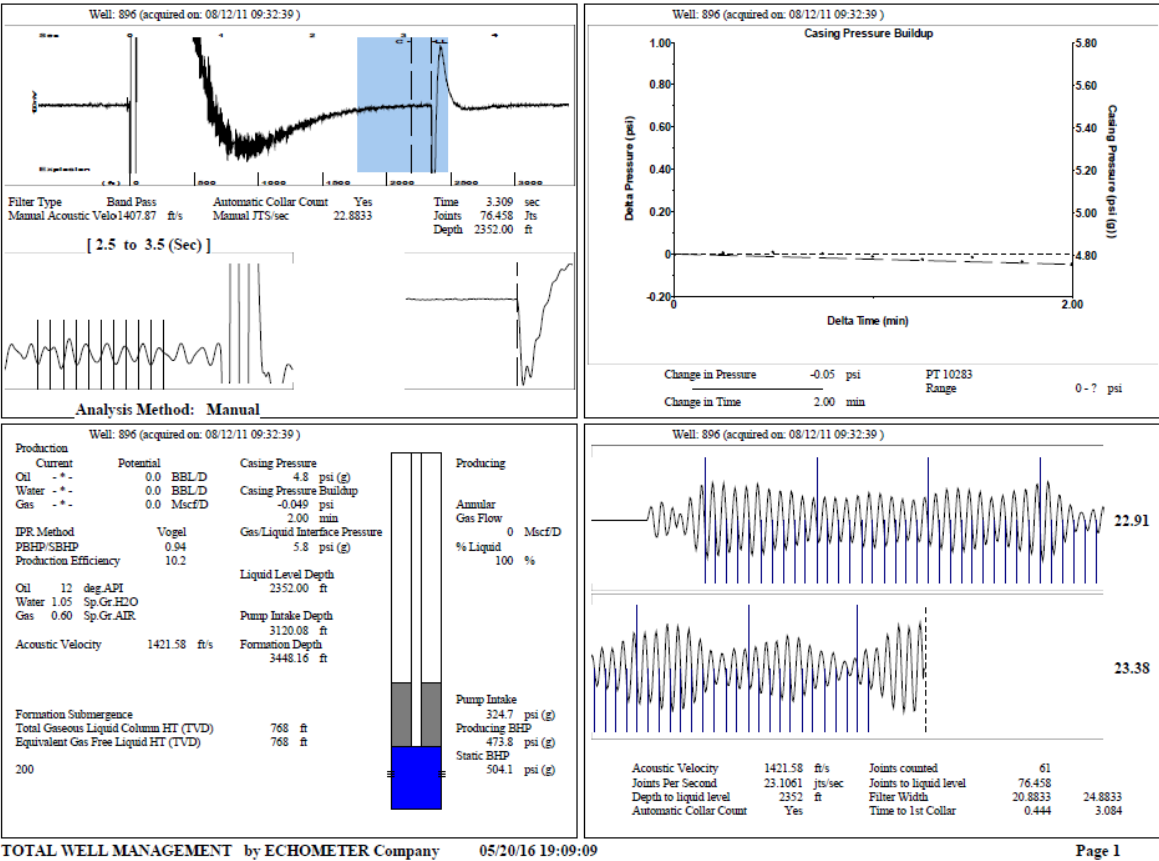 Well: 896 (acquired on: 08/12/11 09:32:39 )
Sec 0 1 2 3 4
mV
Explosion
0 500 1000 1500 2000 2500 3000
Filter Type Band Pass Automatic Collar Count Yes Time 3.309 sec
Manual Acoustic Velo 1407.87 ft/s Manual JTS/sec 22.8833 Joints 76.458 Jts
Depth 2352.00 ft
[ 2.5 to 3.5 (Sec) ]
Analysis Method: Manual
Well: 896 (acquired on: 08/12/11 09:32:39 )
Casing Pressure Buildup
1.00 5.80
0.80 5.60
0.60 5.40
0.40 5.20
0.20 5.00
0 4.80
-0.20
0 2.00
Delta Pressure (psi)
Casing Pressure (psi (g))
Delta Time (min)
Change in Pressure -0.05 psi PT 10283
Range 0 - ? psi
Change in Time 2.00 min
Well: 896 (acquired on: 08/12/11 09:32:39 )
Production
Current Potential
Oil - * - 0.0 BBL/D
Water - * - 0.0 BBL/D
Gas - * - 0.0 Mscf/D
IPR Method Vogel
PBHP/SBHP 0.94
Production Efficiency 10.2
Oil 12 deg.API
Water 1.05 Sp.Gr.H2O
Gas 0.60 Sp.Gr.AIR
Acoustic Velocity 1421.58 ft/s
Formation Submergence
Total Gaseous Liquid Column HT (TVD) 768 ft
Equivalent Gas Free Liquid HT (TVD) 768 ft
200
Casing Pressure
4.8 psi (g)
Casing Pressure Buildup
-0.049 psi
2.00 min
Gas/Liquid Interface Pressure
5.8 psi (g)
Liquid Level Depth
2352.00 ft
Pump Intake Depth
3120.08 ft
Formation Depth
3448.16 ft
Producing
Annular
Gas Flow
0 Mscf/D
% Liquid
100 %
Pump Intake
324.7 psi (g)
Producing BHP
473.8 psi (g)
Static BHP
504.1 psi (g)
Well: 896 (acquired on: 08/12/11 09:32:39 )
22.91
23.38
Acoustic Velocity 1421.58 ft/s Joints counted 61
Joints Per Second 23.1061 jts/sec Joints to liquid level 76.458
Depth to liquid level 2352 ft Filter Width 20.8833 24.8833
Automatic Collar Count Yes Time to 1st Collar 0.444 3.084
TOTAL WELL MANAGEMENT by ECHOMETER Company 05/20/16 19:09:09 Page 1